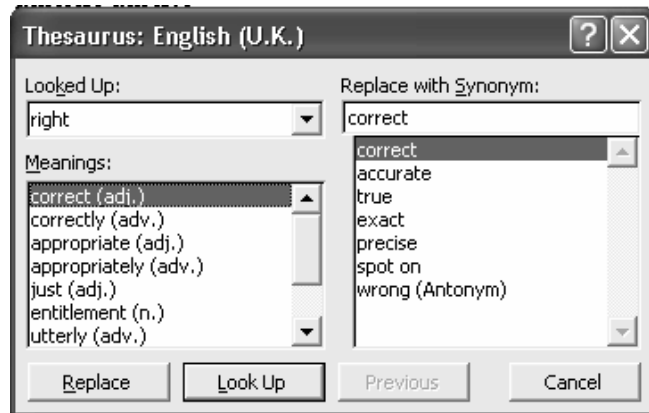 Thesaurus: English (U.K.)
Looked Up:
right
Meanings:
correct (adj.)
correctly (adv.)
appropriate (adj.)
appropriately (adv.)
just (adj.)
entitlement (n.)
utterly (adv.)
Replace with Synonym:
correct
correct
accurate
true
exact
precise
spot on
wrong (Antonym)
Replace
Look Up
Previous
Cancel